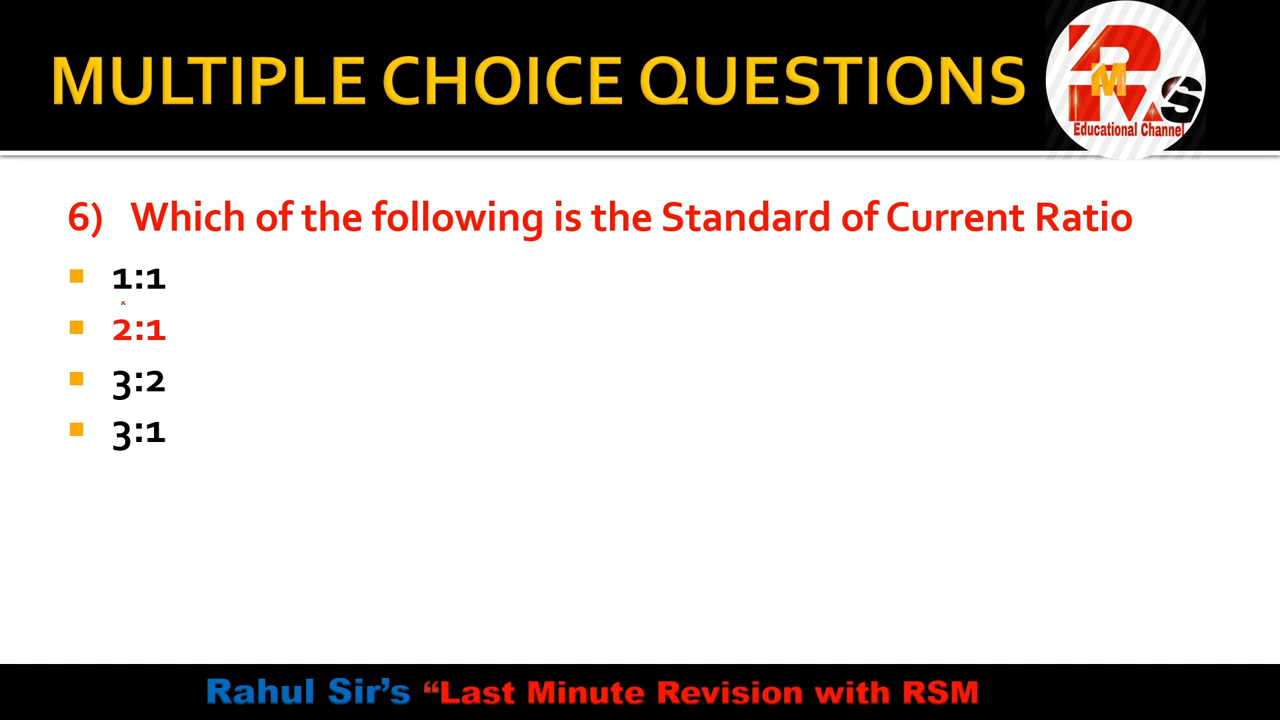 MULTIPLE CHOICE QUESTIONS
RMS
Educational Channel
6) Which of the following is the Standard of Current Ratio
1:1
2:1
3:2
3:1
Rahul Sir's “Last Minute Revision with RSM